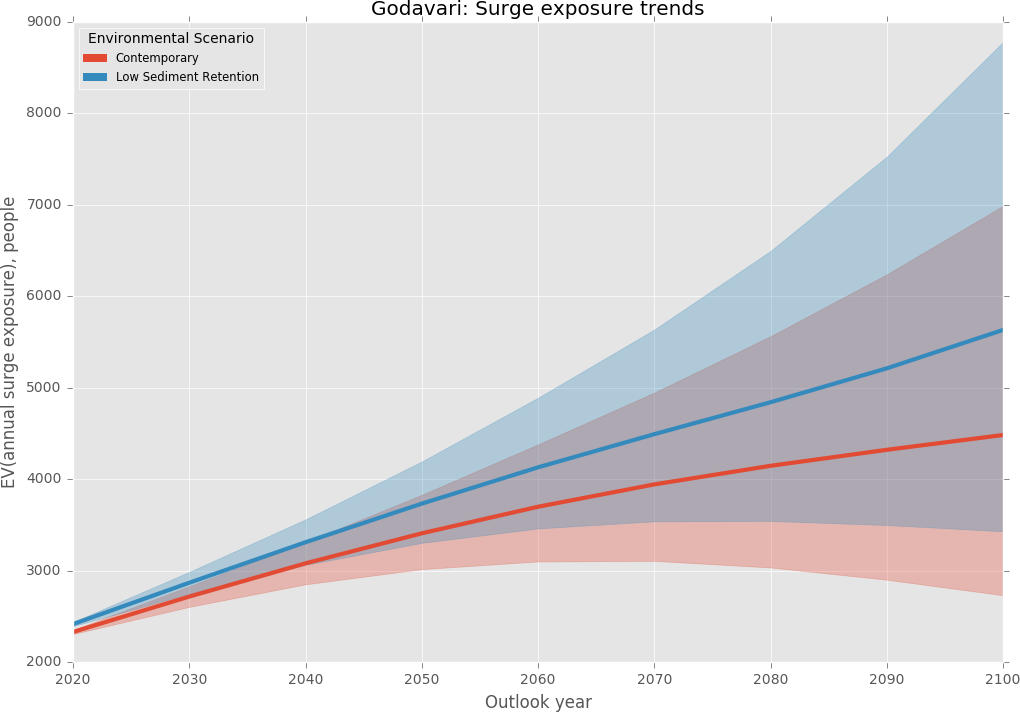 Godavari: Surge exposure trends
Environmental Scenario
Contemporary
Low Sediment Retention
EV(annual surge exposure), people
9000
8000
7000
6000
5000
4000
3000
2000
2020 2030 2040 2050 2060 2070 2080 2090 2100
Outlook year